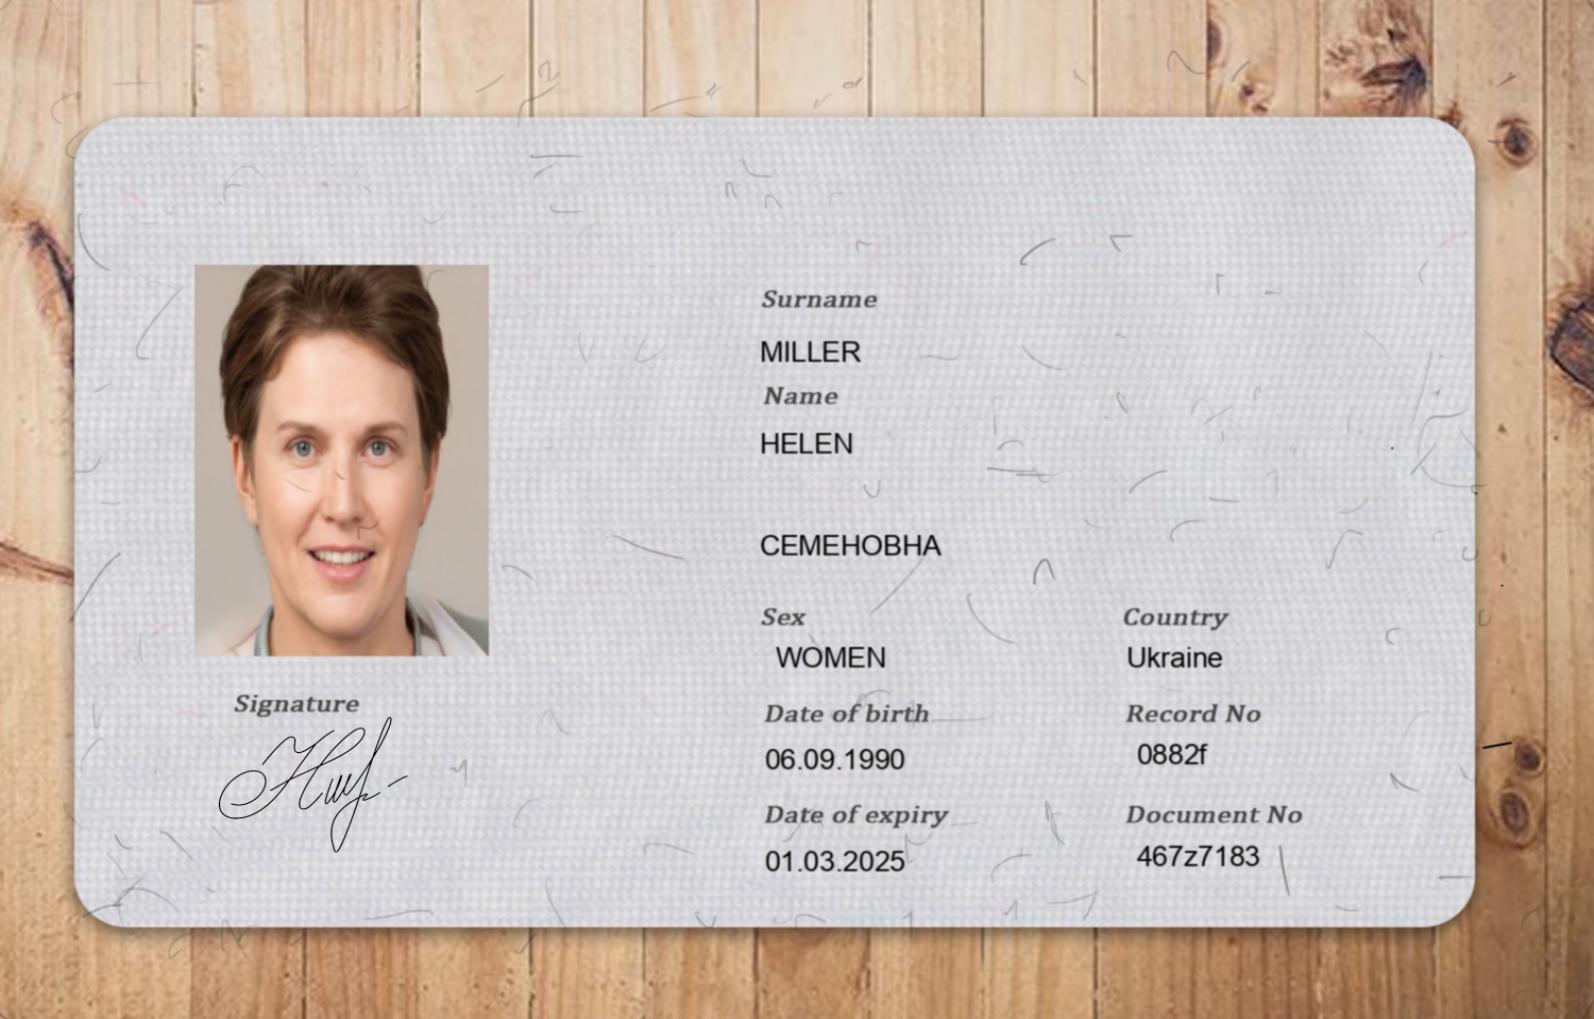 Surname
MILLER
Name
HELEN
СЕМЕНОВНА
Sex
WOMEN
Country
Ukraine
Signature
Date of birth
06.09.1990
Record No
0882f
Date of expiry
01.03.2025
Document No
467z7183